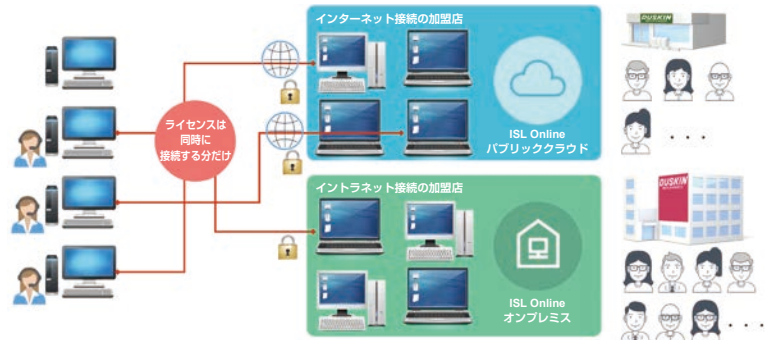 インターネット接続の加盟店
DUSKIN
ライセンスは
同時に
接続する分だけ
ISL Online
パブリッククラウド
イントラネット接続の加盟店
DUSKIN
ISL Online
オンプレミス